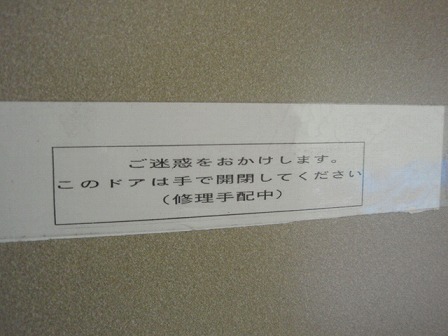 ご迷惑をおかけします。
このドアは手で開閉してください
(修理手配中)